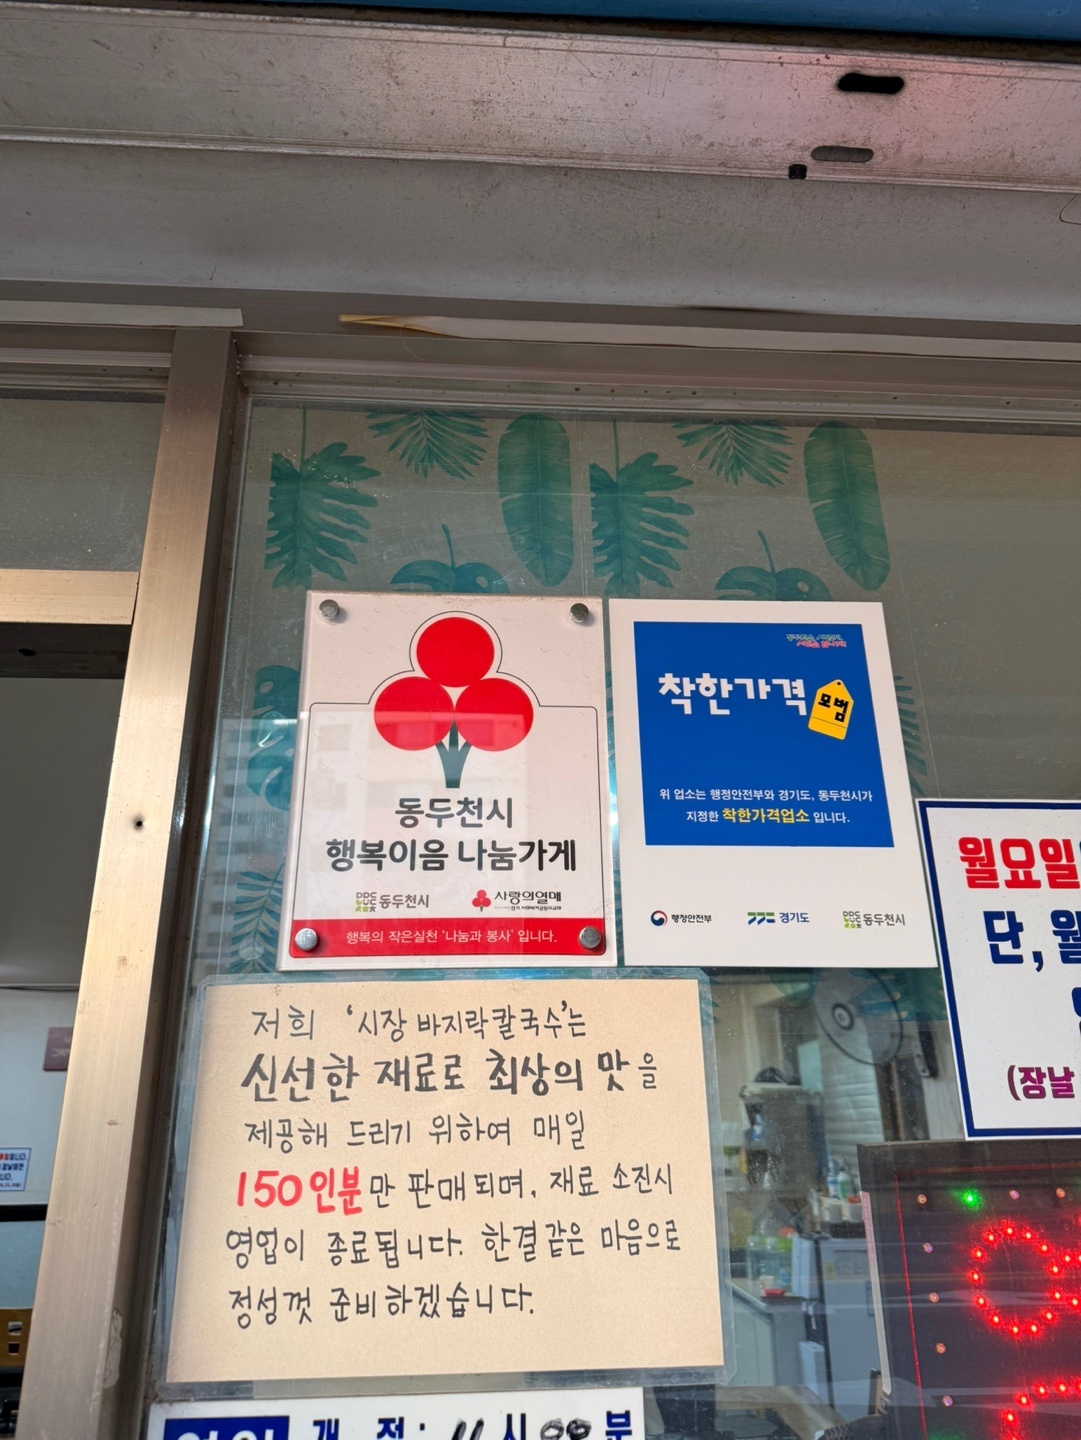 동두천시
행복이음 나눔가게
동두천시
사랑의열매
행복의 작은실천 '나눔과 봉사' 입니다.
착한가격
모범
위 업소는 행정안전부와 경기도, 동두천시가
지정한 착한가격업소 입니다.
행정안전부
경기도
동두천시
월요일
단, 월
(장날
저희 '시장 바지락칼국수'는
신선한 재료로 최상의 맛을
제공해 드리기 위하여 매일
150인분만 판매되며, 재료 소진시
영업이 종료됩니다. 한결같은 마음으로
정성껏 준비하겠습니다.
개점: 11시 분